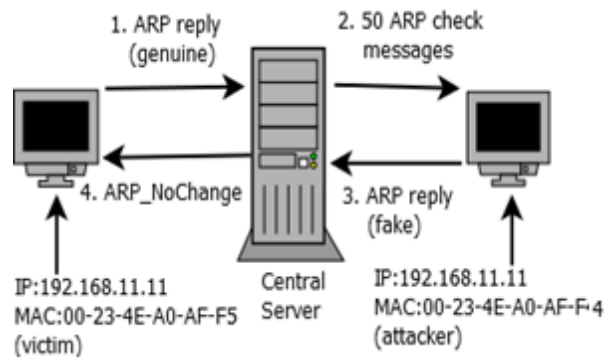 1. ARP reply
(genuine)
2. 50 ARP check
messages
4. ARP_NoChange
3. ARP reply
(fake)
IP:192.168.11.11
MAC:00-23-4E-A0-AF-F5
(victim)
Central
Server
IP:192.168.11.11
MAC:00-23-4E-A0-AF-F4
(attacker)